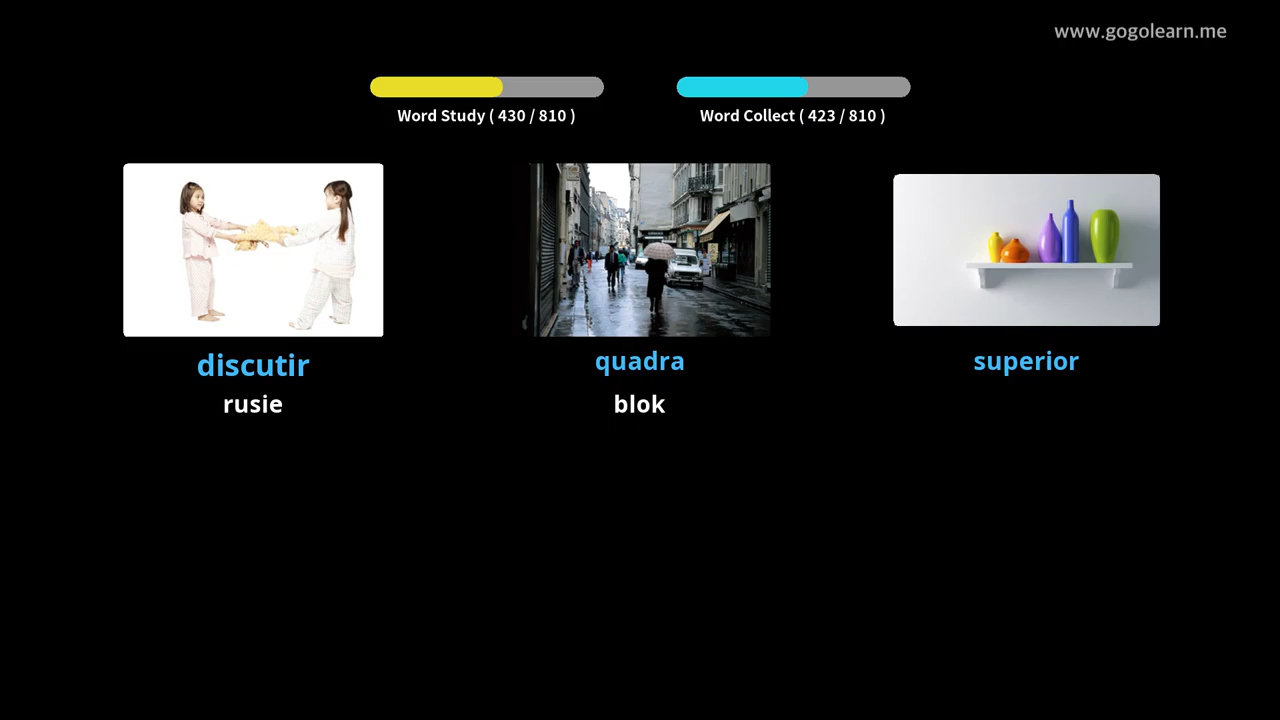 www.gogolearn.me
Word Study ( 430 / 810 )
Word Collect ( 423 / 810 )
discutir
quadra
superior
rusie
blok